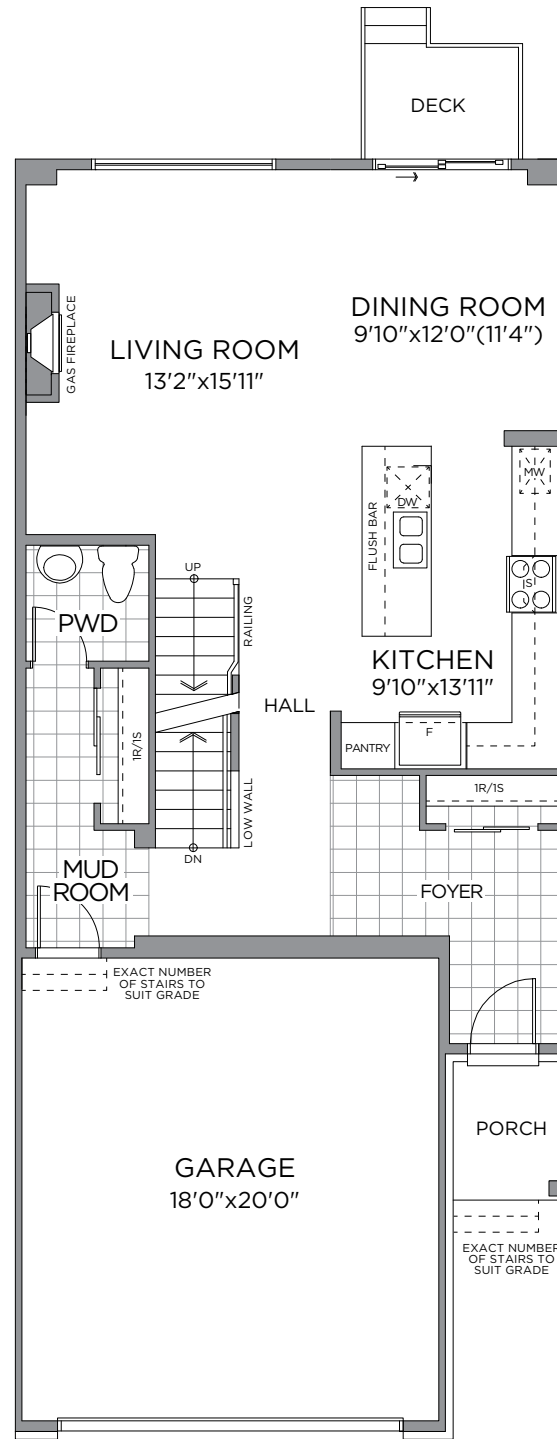 DECK
GAS FIREPLACE
DINING ROOM
9'10"x12'0"(11'4")
LIVING ROOM
13'2"x15'11"
MW
DW
FLUSH BAR
S
UP
RAILING
PWD
KITCHEN
9'10"x13'11"
HALL
F
PANTRY
1R/1S
1R/1S
LOW WALL
DN
MUD
ROOM
FOYER
EXACT NUMBER
OF STAIRS TO
SUIT GRADE
PORCH
GARAGE
18'0"x20'0"
EXACT NUMBER
OF STAIRS TO
SUIT GRADE